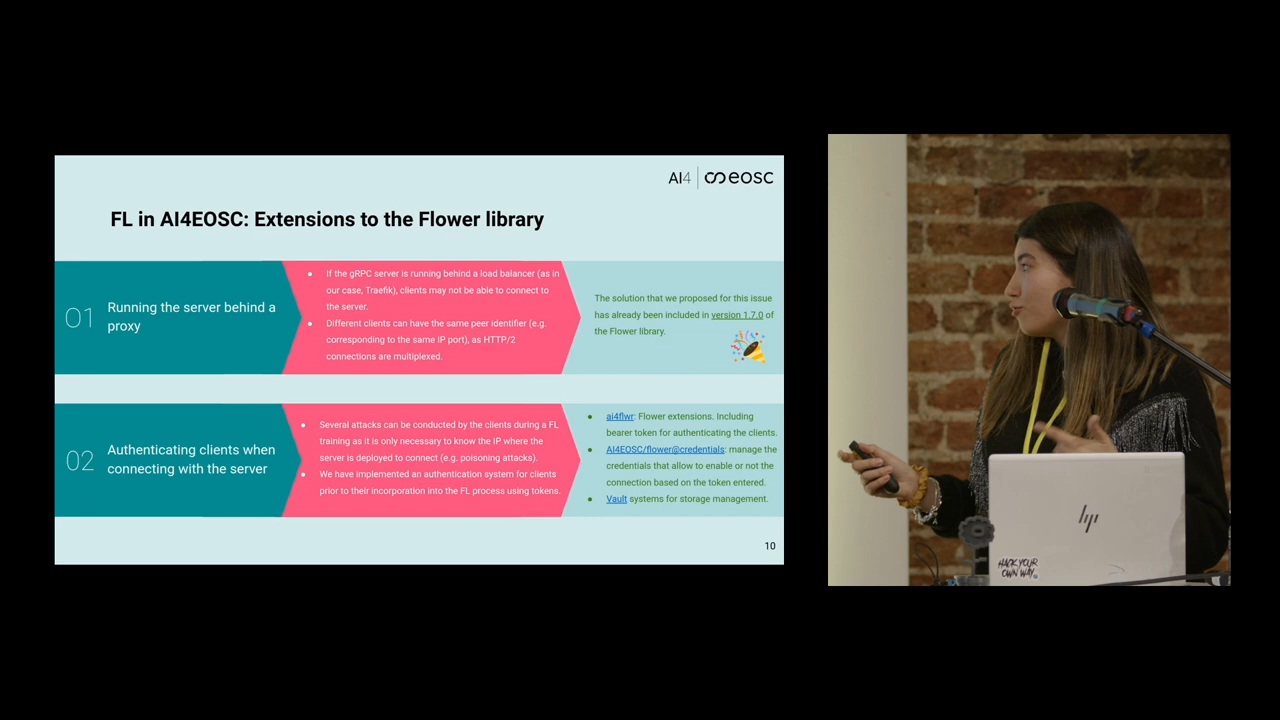 AI4 eosc
FL in AI4EOSC: Extensions to the Flower library
01
Running the server behind a
proxy
● If the gRPC server is running behind a load balancer (as in
our case, Traefik), clients may not be able to connect to
the server.
● Different clients can have the same peer identifier (e.g.
corresponding to the same IP port), as HTTP/2
connections are multiplexed.
The solution that we proposed for this issue
has already been included in version 1.7.0 of
the Flower library.
02
Authenticating clients when
connecting with the server
● Several attacks can be conducted by the clients during a FL
training as it is only necessary to know the IP where the
server is deployed to connect (e.g. poisoning attacks).
● We have implemented an authentication system for clients
prior to their incorporation into the FL process using tokens.
● ai4flwr: Flower extensions. Including
bearer token for authenticating the clients.
● AI4EOSC/flower@credentials: manage the
credentials that allow to enable or not the
connection based on the token entered.
● Vault systems for storage management.
10
hp
HACK YOUR
OWN WAY.